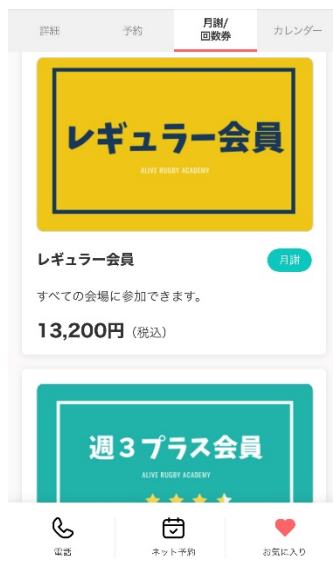 詳細
予約
月謝/
回数券
カレンダー
レギュラー会員
ALIVE RUGBY ACADEMY
レギュラー会員
月謝
すべての会場に参加できます。
13,200円（税込）
週3プラス会員
ALIVE RUGBY ACADEMY
電話
ネット予約
お気に入り